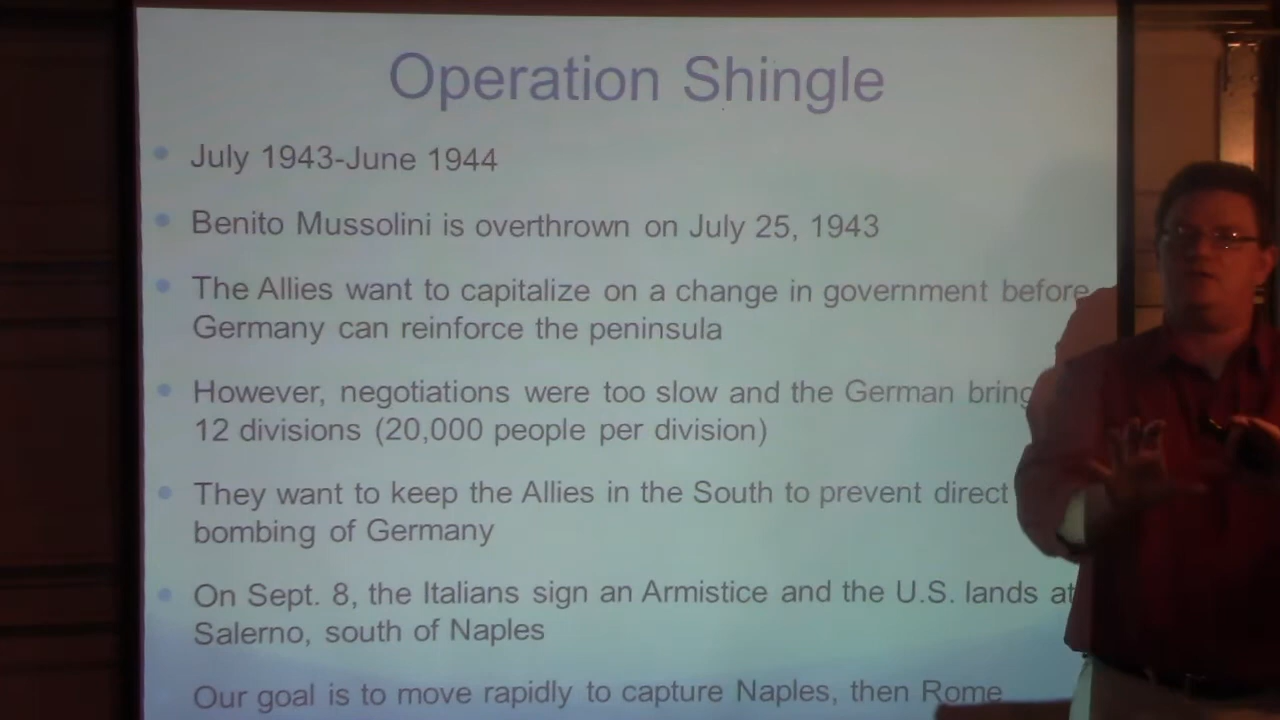 Operation Shingle
July 1943-June 1944
Benito Mussolini is overthrown on July 25, 1943
The Allies want to capitalize on a change in government before
Germany can reinforce the peninsula
However, negotiations were too slow and the German bring
12 divisions (20,000 people per division)
They want to keep the Allies in the South to prevent direct
bombing of Germany
On Sept. 8, the Italians sign an Armistice and the U.S. lands at
Salerno, south of Naples
Our goal is to move rapidly to capture Naples, then Rome